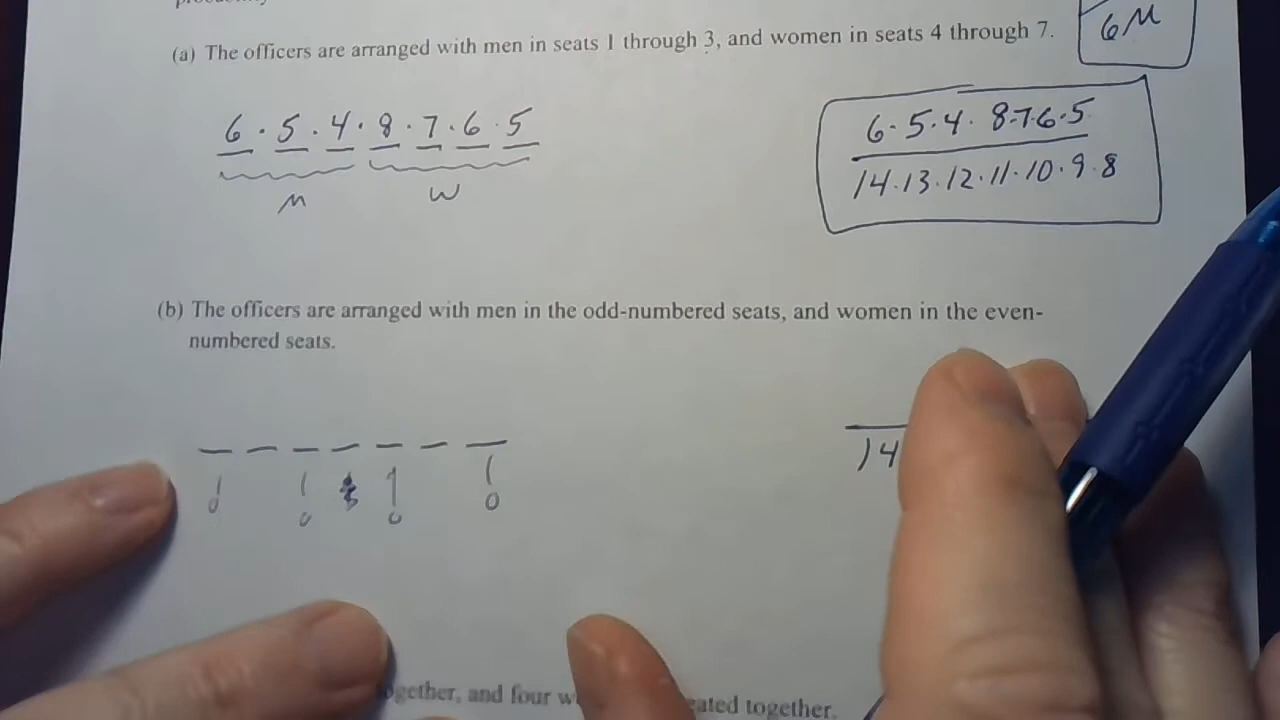 probability
(a) The officers are arranged with men in seats 1 through 3, and women in seats 4 through 7.
6M
6 · 5 · 4 · 8 · 7 · 6 · 5
M W
6·5·4·8·7·6·5
14·13·12·11·10·9·8
(b) The officers are arranged with men in the odd-numbered seats, and women in the even-
numbered seats.
14
and four together.